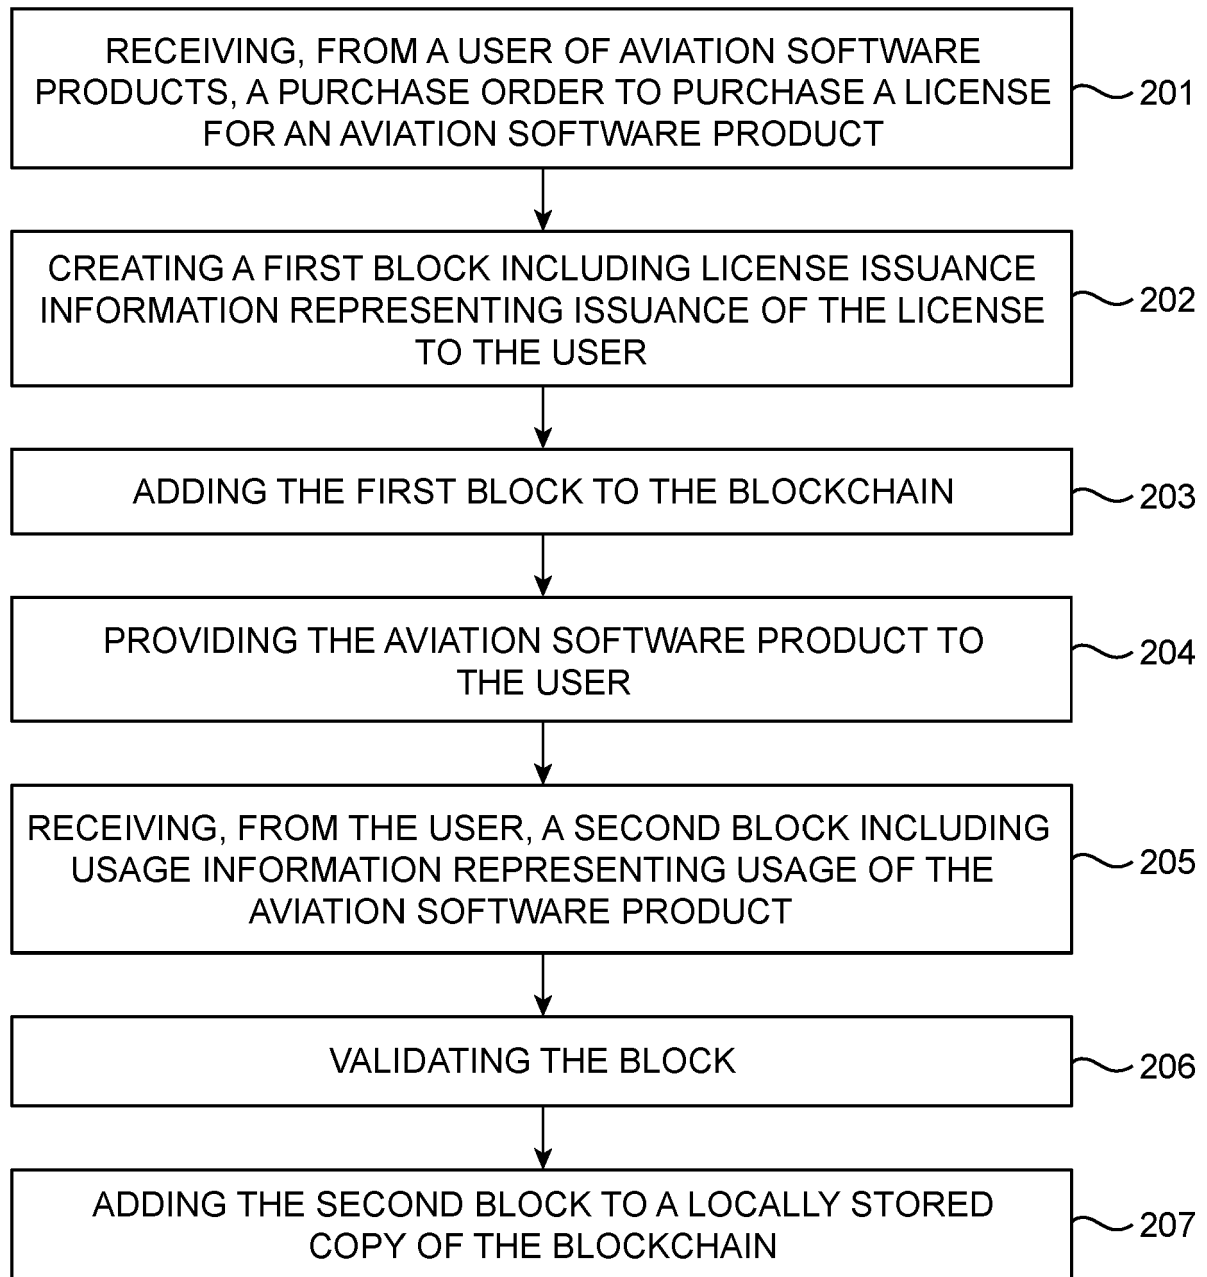 RECEIVING, FROM A USER OF AVIATION SOFTWARE
PRODUCTS, A PURCHASE ORDER TO PURCHASE A LICENSE
FOR AN AVIATION SOFTWARE PRODUCT
201
CREATING A FIRST BLOCK INCLUDING LICENSE ISSUANCE
INFORMATION REPRESENTING ISSUANCE OF THE LICENSE
TO THE USER
202
ADDING THE FIRST BLOCK TO THE BLOCKCHAIN
203
PROVIDING THE AVIATION SOFTWARE PRODUCT TO
THE USER
204
RECEIVING, FROM THE USER, A SECOND BLOCK INCLUDING
USAGE INFORMATION REPRESENTING USAGE OF THE
AVIATION SOFTWARE PRODUCT
205
VALIDATING THE BLOCK
206
ADDING THE SECOND BLOCK TO A LOCALLY STORED
COPY OF THE BLOCKCHAIN
207